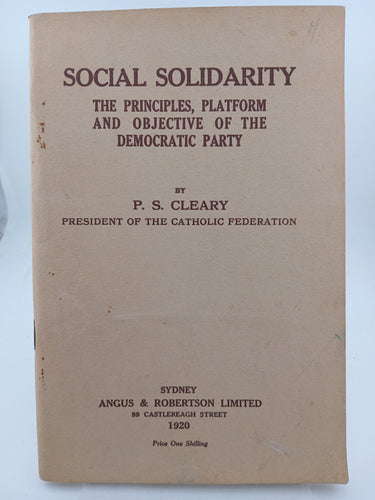 SOCIAL SOLIDARITY
THE PRINCIPLES, PLATFORM
AND OBJECTIVE OF THE
DEMOCRATIC PARTY
BY
P. S. CLEARY
PRESIDENT OF THE CATHOLIC FEDERATION
SYDNEY
ANGUS & ROBERTSON LIMITED
89 CASTLEREAGH STREET
1920
Price One Shilling